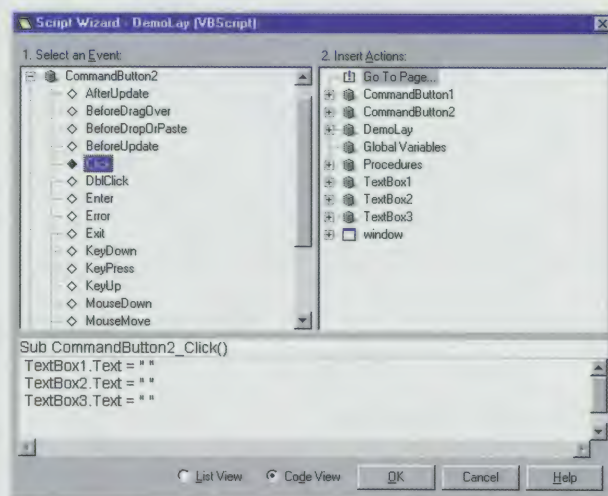 Script Wizard - DemoLay (VBScript)
1. Select an Event:
CommandButton2
AfterUpdate
BeforeDragOver
BeforeDropOrPaste
BeforeUpdate
Click
DblClick
Enter
Error
Exit
KeyDown
KeyPress
KeyUp
MouseDown
MouseMove
2. Insert Actions:
Go To Page...
CommandButton1
CommandButton2
DemoLay
Global Variables
Procedures
TextBox1
TextBox2
TextBox3
window
Sub CommandButton2_Click()
TextBox1.Text = " "
TextBox2.Text = " "
TextBox3.Text = " "
List View Code View OK Cancel Help